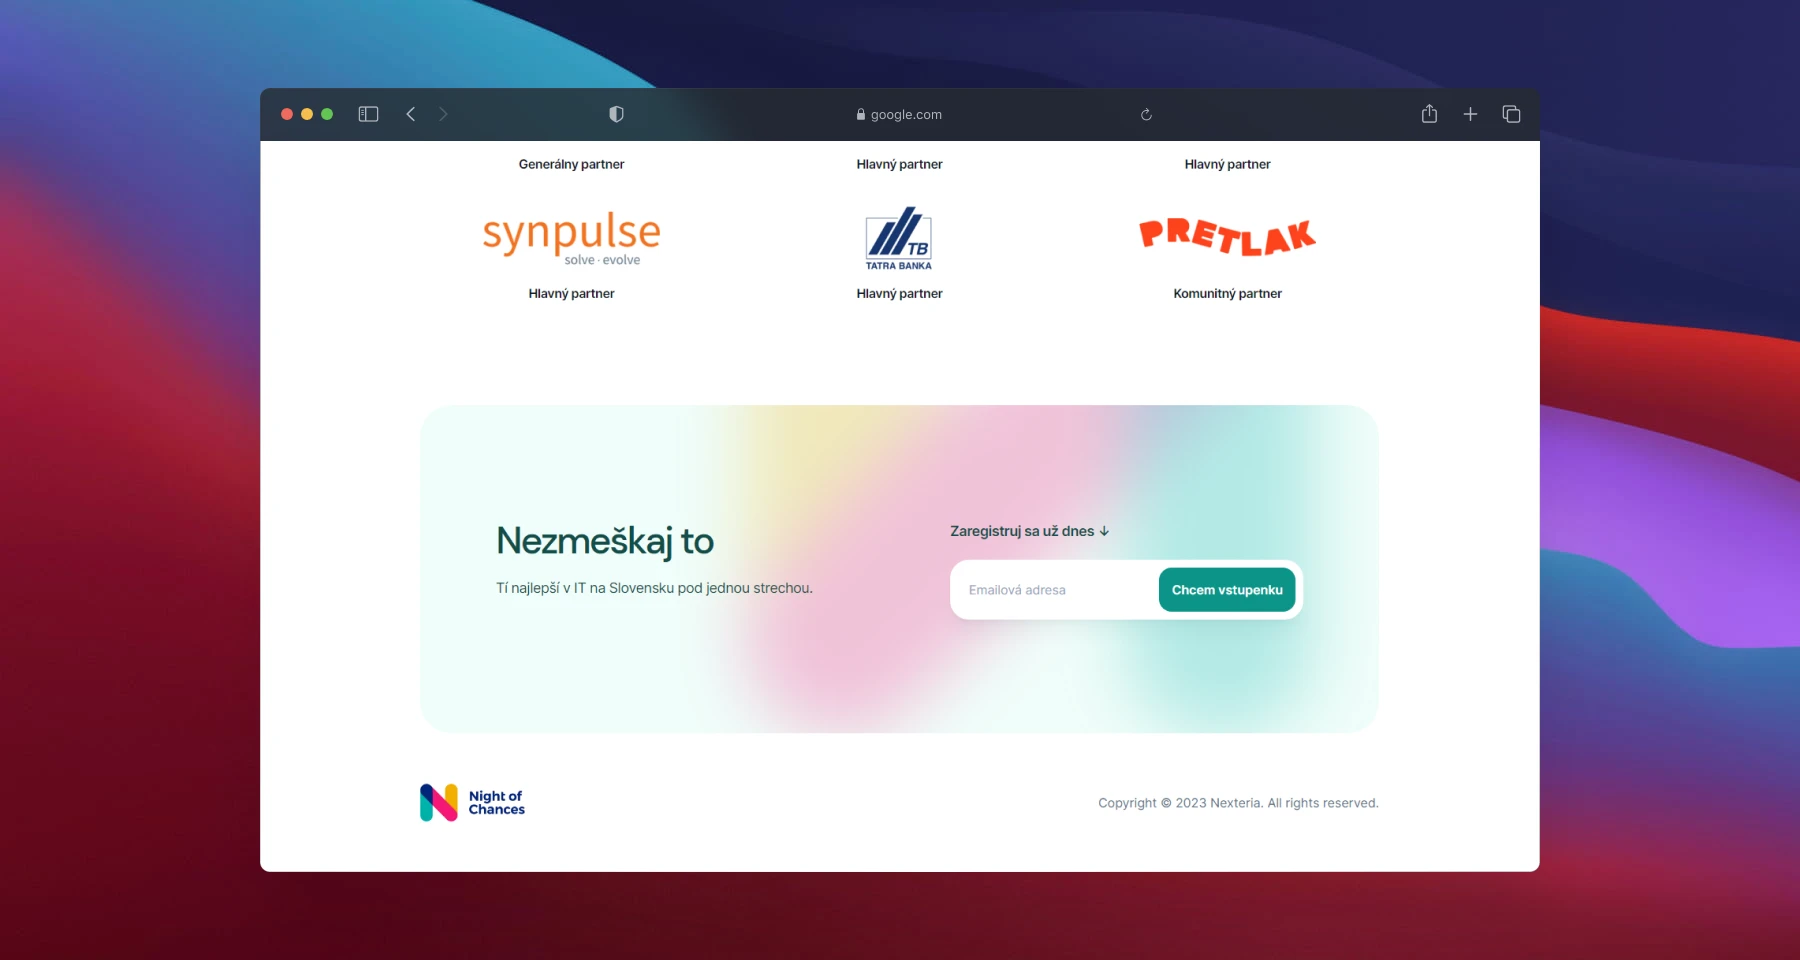 google.com
Generálny partner
Hlavný partner
Hlavný partner
synpulse
solve · evolve
TB
TATRA BANKA
PRETLAK
Hlavný partner
Hlavný partner
Komunitný partner
Nezmeškaj to
Tí najlepší v IT na Slovensku pod jednou strechou.
Zaregistruj sa už dnes ↓
Emailová adresa
Chcem vstupenku
Night of
Chances
Copyright © 2023 Nexteria. All rights reserved.